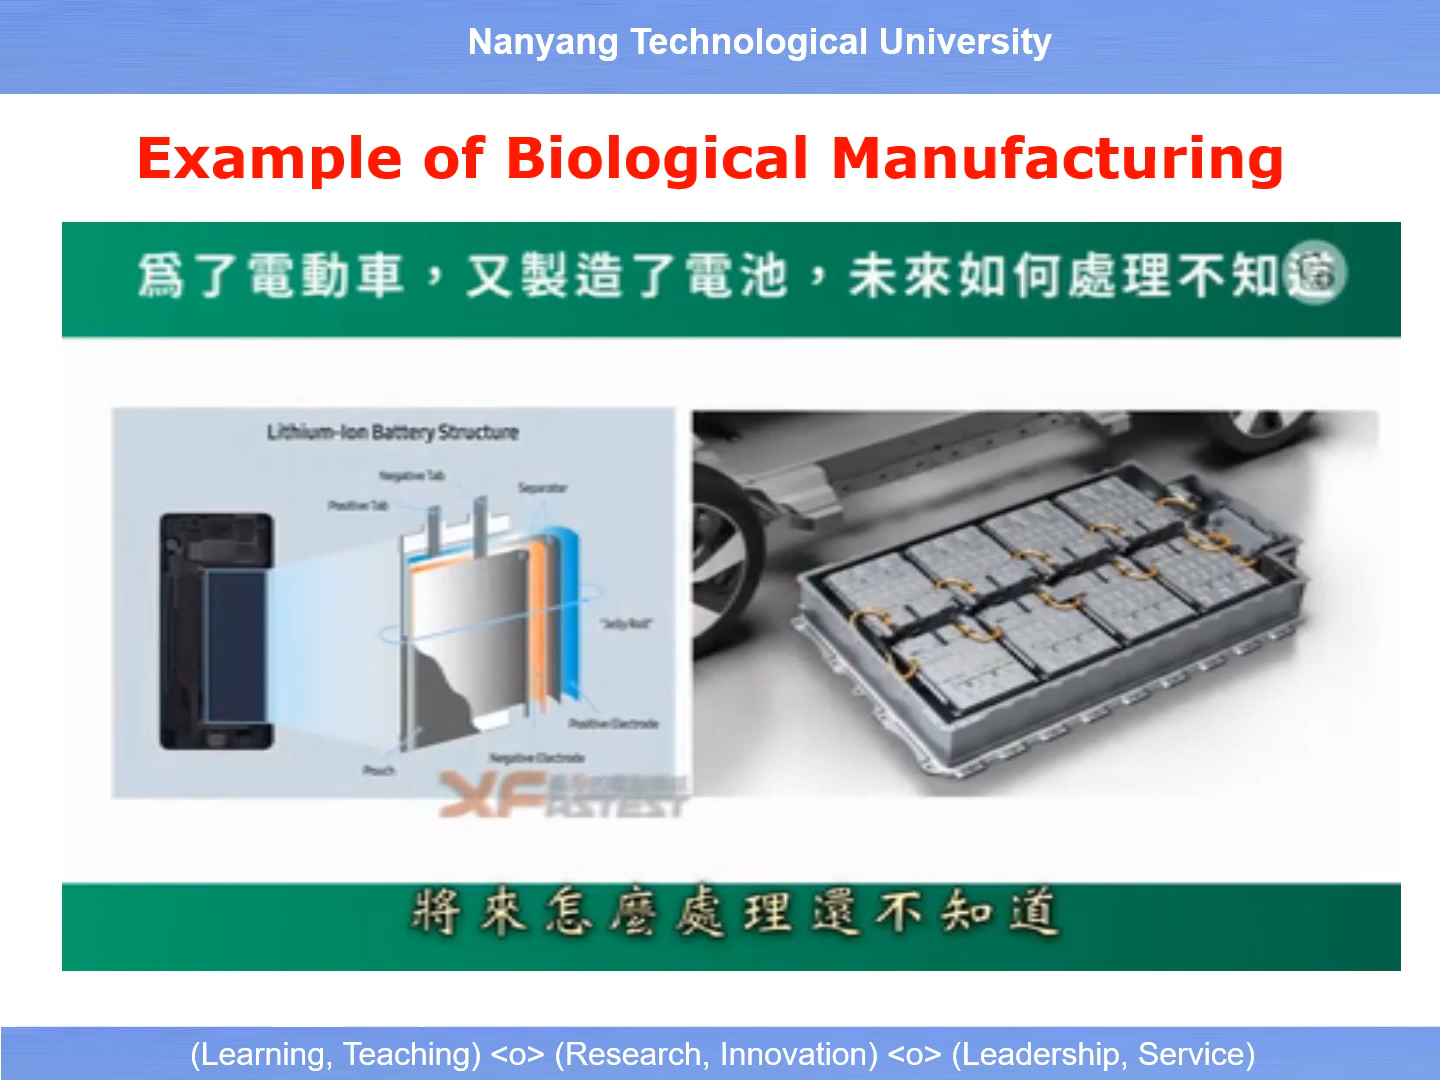 Nanyang Technological University
Example of Biological Manufacturing
爲了電動車，又製造了電池，未來如何處理不知道
Lithium-Ion Battery Structure
Negative Tab
Positive Tab
Separator
"Jelly Roll"
Positive Electrode
Negative Electrode
Pouch
XFASTEST
將來怎麼處理還不知道
(Learning, Teaching) <o> (Research, Innovation) <o> (Leadership, Service)